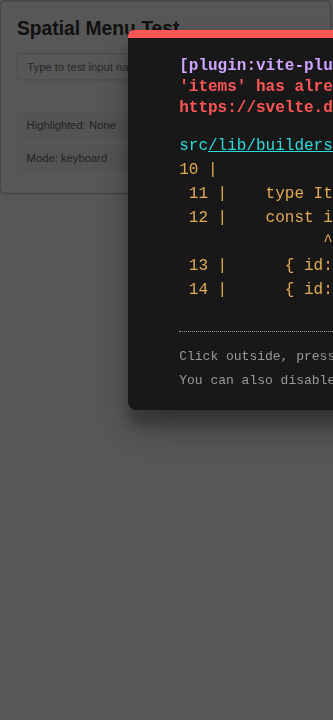 Spatial Menu Test
Type to test input na
Highlighted: None
Mode: keyboard
[plugin:vite-plu
'items' has alre
https://svelte.d
src/lib/builders
10 |
11 | type It
12 | const i
^
13 | { id:
14 | { id:
Click outside, press
You can also disable